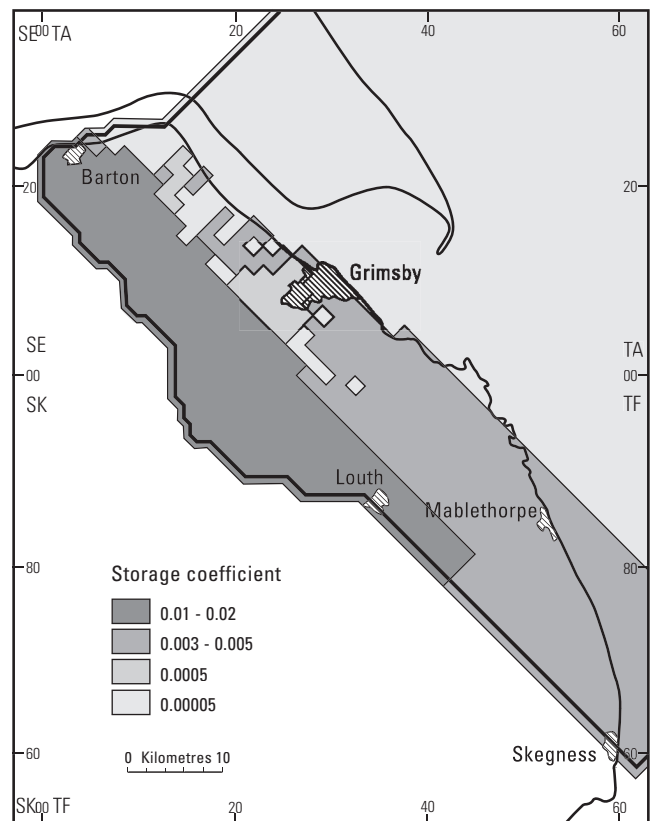 SE 00 TA 20 40 60
Barton
20 20
Grimsby
SE TA
00 00
SK TF
Louth
Mablethorpe
80 80
Storage coefficient
0.01 - 0.02
0.003 - 0.005
0.0005
0.00005
60 60
0 Kilometres 10
Skegness
SK 00 TF 20 40 60